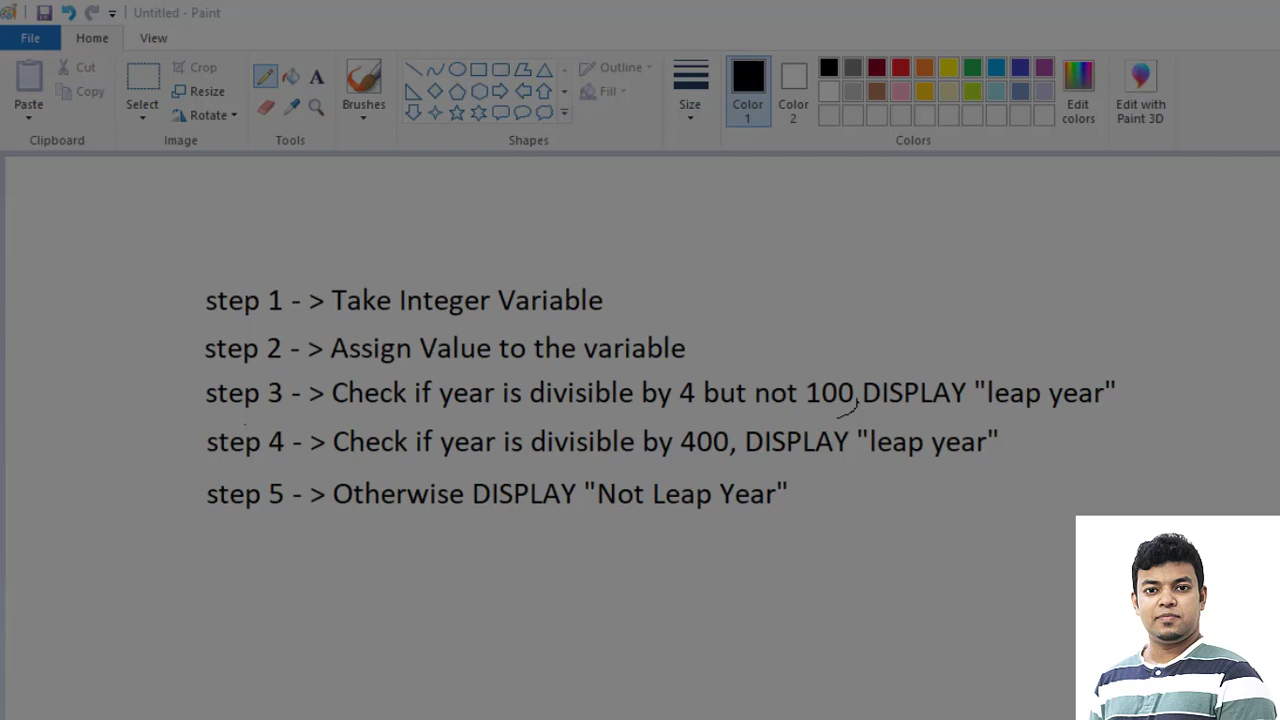 Untitled - Paint
File Home View
Cut Crop Outline
Copy Resize Fill
Paste Select Rotate Brushes Size Color 1 Color 2 Edit colors Edit with Paint 3D
Clipboard Image Tools Shapes Colors
step 1 - > Take Integer Variable
step 2 - > Assign Value to the variable
step 3 - > Check if year is divisible by 4 but not 100,DISPLAY "leap year"
step 4 - > Check if year is divisible by 400, DISPLAY "leap year"
step 5 - > Otherwise DISPLAY "Not Leap Year"